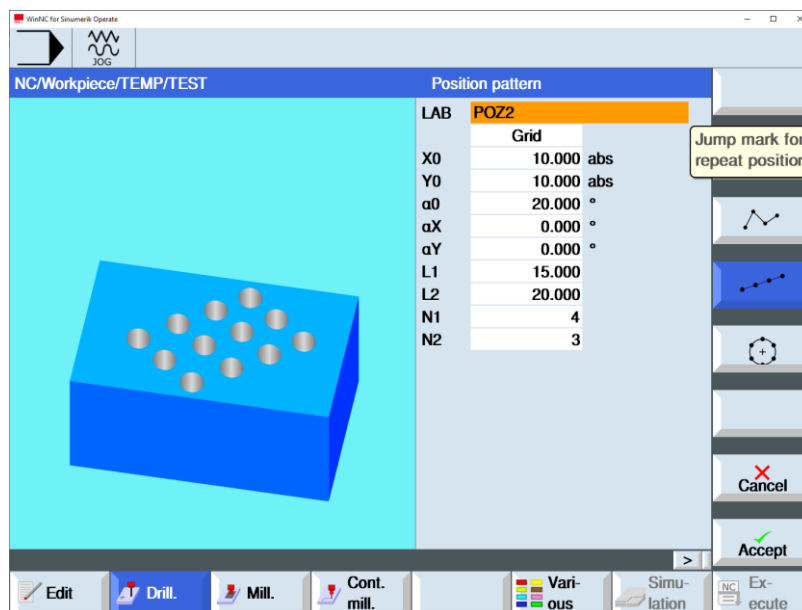 WinNC for Sinumerik Operate
JOG
NC/Workpiece/TEMP/TEST
Position pattern
LAB POZ2
Grid
X0 10.000 abs
Y0 10.000 abs
α0 20.000 °
αX 0.000 °
αY 0.000 °
L1 15.000
L2 20.000
N1 4
N2 3
Jump mark for
repeat position
Cancel
Accept
>
Edit
Drill.
Mill.
Cont.
mill.
Vari-
ous
Simu-
lation
NC
Ex-
ecute